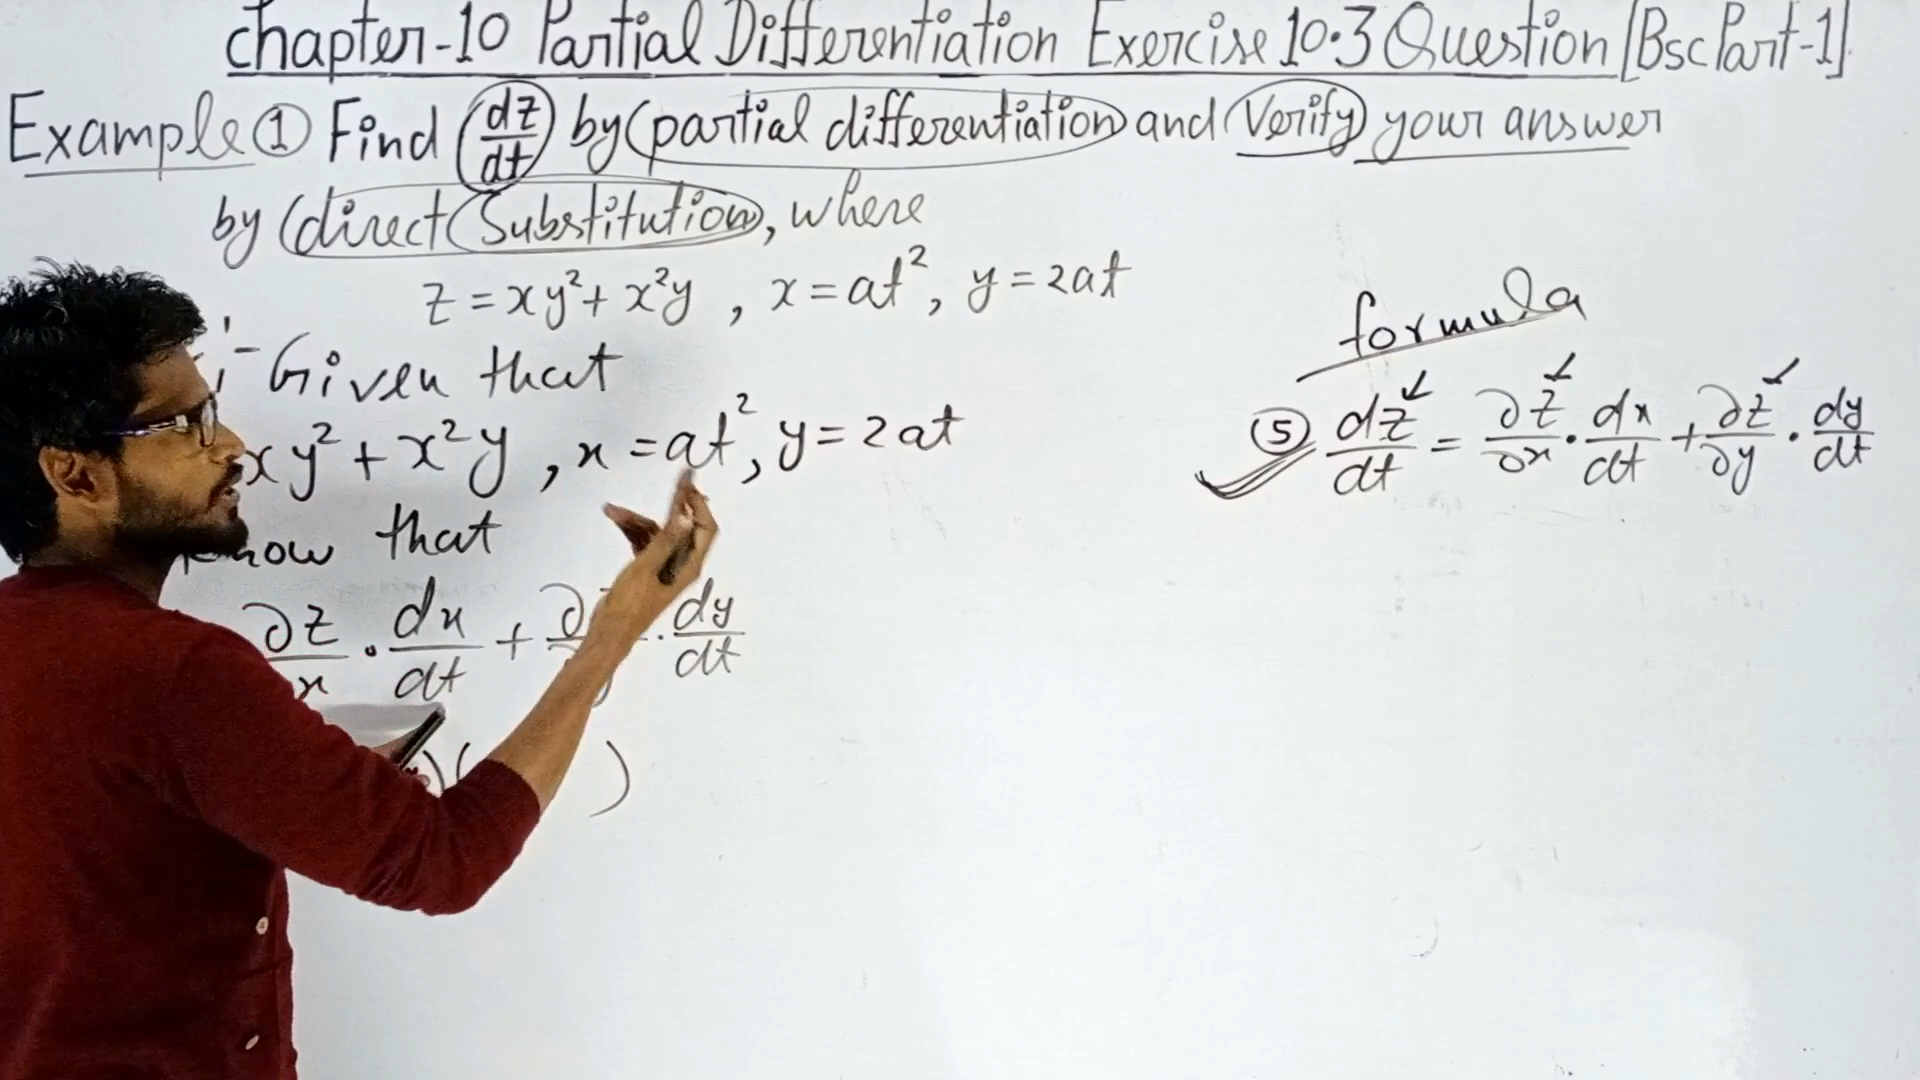 Chapter-10 Partial Differentiation Exercise 10.3 Question [Bsc Part-1]
Example ① Find (dz/dt) by (partial differentiation) and (Verify) your answer
by (direct (Substitution), where
z = xy² + x²y , x = at², y = 2at
:- Given that
xy² + x²y , x = at², y = 2at
know that
∂z/∂x · dx/dt + ∂ · dy/dt
)( )
formula
⑤ dz/dt = ∂z/∂x · dx/dt + ∂z/∂y · dy/dt